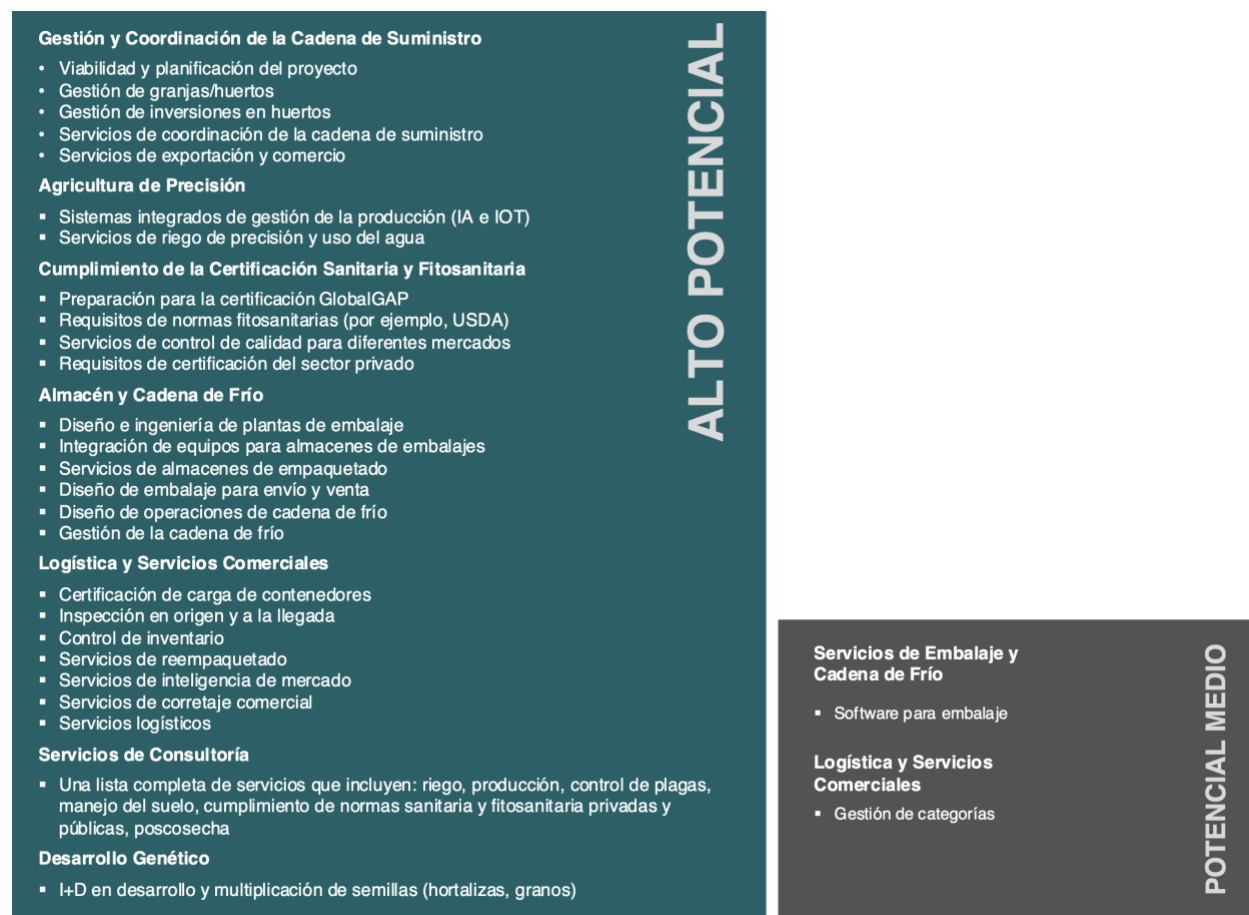 Gestión y Coordinación de la Cadena de Suministro
• Viabilidad y planificación del proyecto
• Gestión de granjas/huertos
• Gestión de inversiones en huertos
• Servicios de coordinación de la cadena de suministro
• Servicios de exportación y comercio
Agricultura de Precisión
▪ Sistemas integrados de gestión de la producción (IA e IOT)
▪ Servicios de riego de precisión y uso del agua
Cumplimiento de la Certificación Sanitaria y Fitosanitaria
▪ Preparación para la certificación GlobalGAP
▪ Requisitos de normas fitosanitarias (por ejemplo, USDA)
▪ Servicios de control de calidad para diferentes mercados
▪ Requisitos de certificación del sector privado
Almacén y Cadena de Frío
▪ Diseño e ingeniería de plantas de embalaje
▪ Integración de equipos para almacenes de embalajes
▪ Servicios de almacenes de empaquetado
▪ Diseño de embalaje para envío y venta
▪ Diseño de operaciones de cadena de frío
▪ Gestión de la cadena de frío
Logística y Servicios Comerciales
▪ Certificación de carga de contenedores
▪ Inspección en origen y a la llegada
▪ Control de inventario
▪ Servicios de reempaquetado
▪ Servicios de inteligencia de mercado
▪ Servicios de corretaje comercial
▪ Servicios logísticos
Servicios de Consultoría
▪ Una lista completa de servicios que incluyen: riego, producción, control de plagas,
manejo del suelo, cumplimiento de normas sanitaria y fitosanitaria privadas y
públicas, poscosecha
Desarrollo Genético
▪ I+D en desarrollo y multiplicación de semillas (hortalizas, granos)
ALTO POTENCIAL
Servicios de Embalaje y
Cadena de Frío
▪ Software para embalaje
Logística y Servicios
Comerciales
▪ Gestión de categorías
POTENCIAL MEDIO